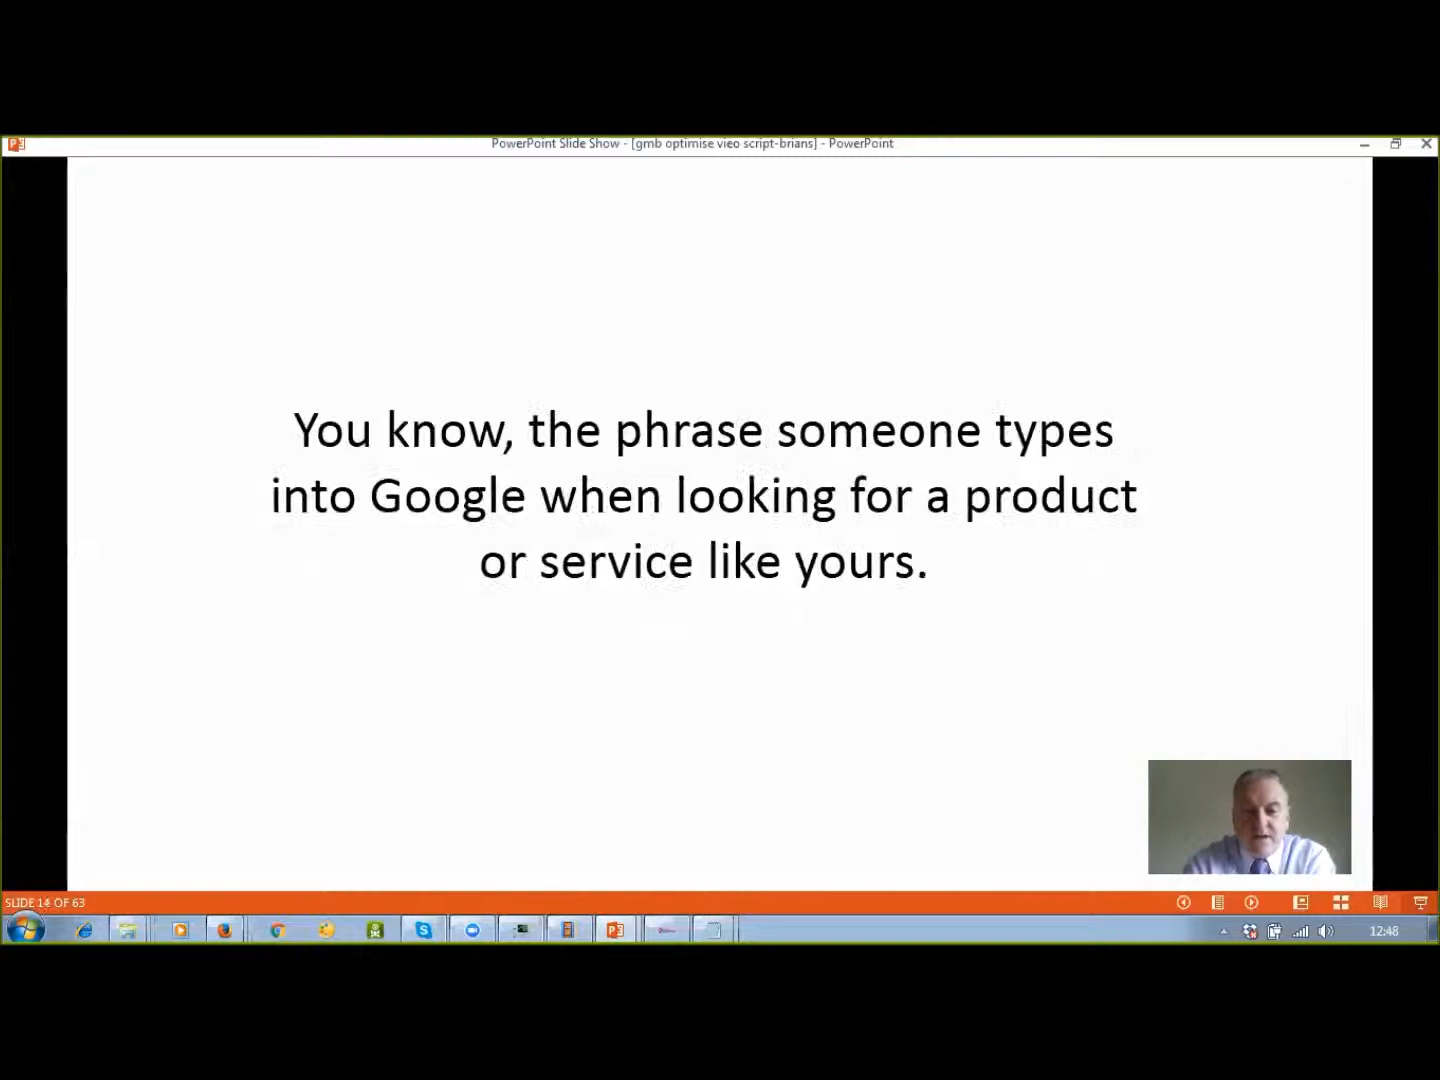 PowerPoint Slide Show - [gmb optimise vieo script-brians] - PowerPoint
You know, the phrase someone types
into Google when looking for a product
or service like yours.
SLIDE 14 OF 63
12:48